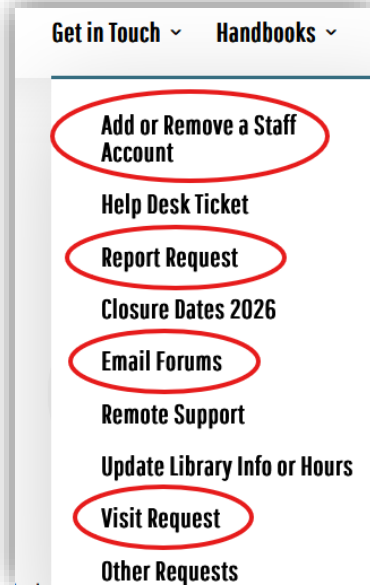 Get in Touch Handbooks
Add or Remove a Staff
Account
Help Desk Ticket
Report Request
Closure Dates 2026
Email Forums
Remote Support
Update Library Info or Hours
Visit Request
Other Requests